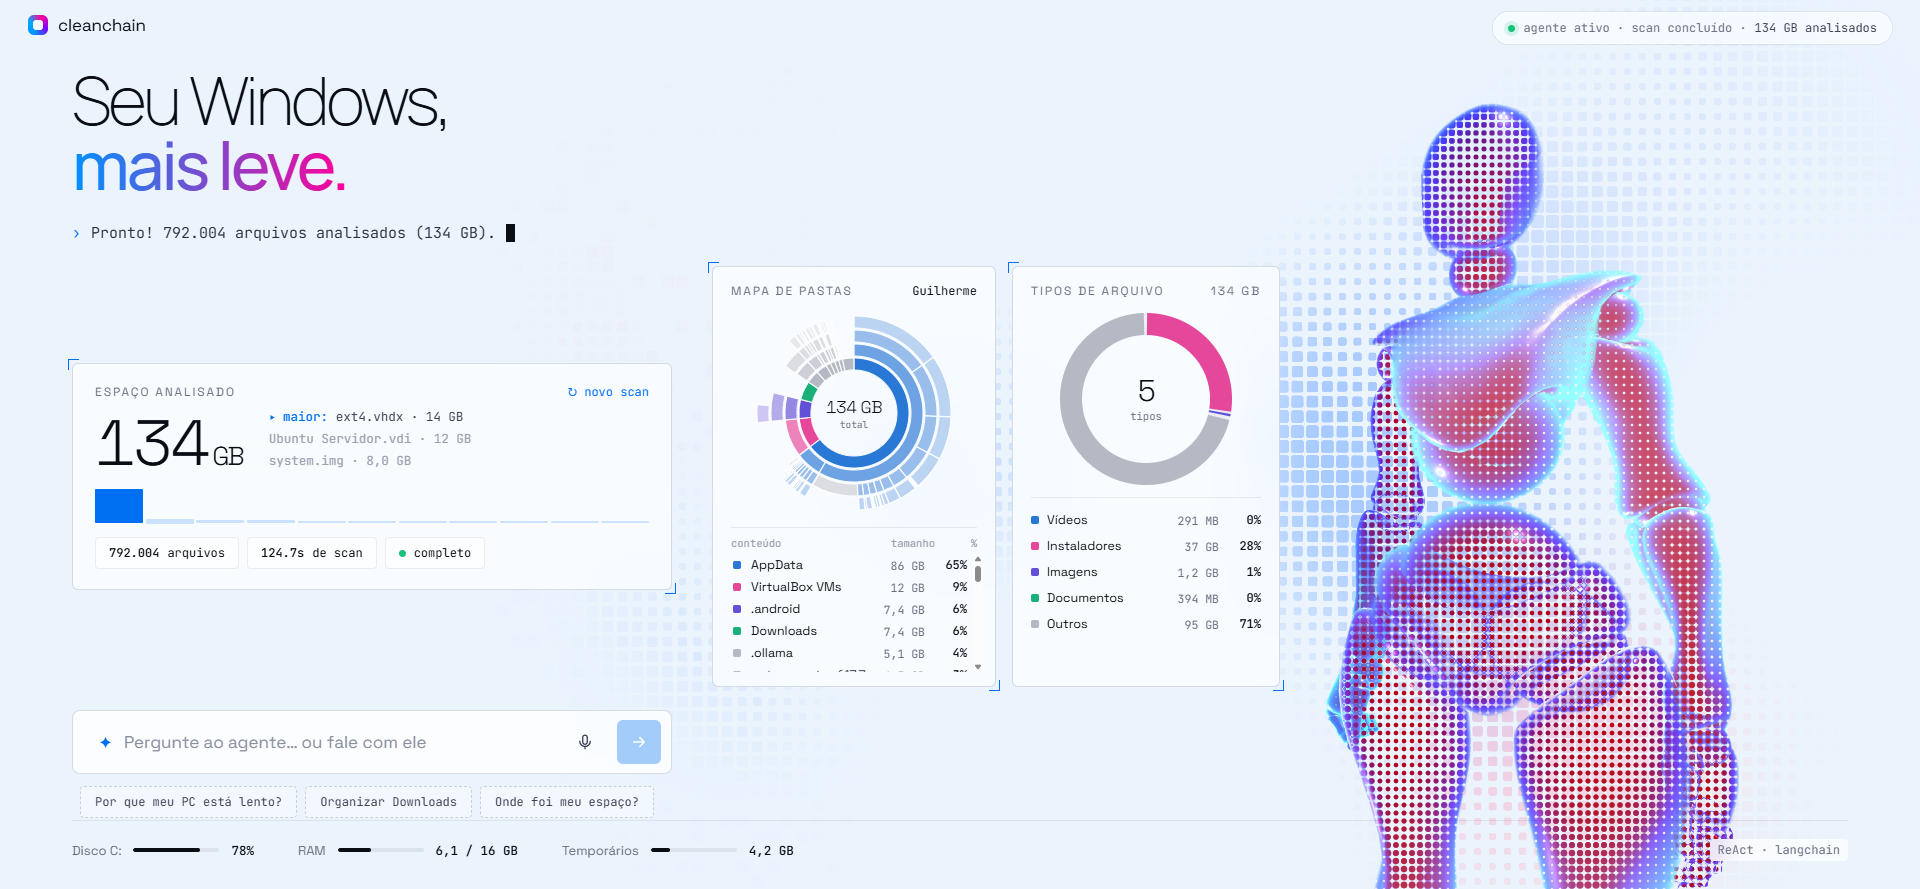 cleanchain
agente ativo · scan concluído · 134 GB analisados
Seu Windows,
mais leve.
› Pronto! 792.004 arquivos analisados (134 GB).
ESPAÇO ANALISADO
↻ novo scan
134 GB
▸ maior: ext4.vhdx · 14 GB
Ubuntu Servidor.vdi · 12 GB
system.img · 8,0 GB
792.004 arquivos
124.7s de scan
completo
MAPA DE PASTAS
Guilherme
134 GB
total
conteúdo tamanho %
AppData 86 GB 65%
VirtualBox VMs 12 GB 9%
.android 7,4 GB 6%
Downloads 7,4 GB 6%
.ollama 5,1 GB 4%
TIPOS DE ARQUIVO
134 GB
5
tipos
Vídeos 291 MB 0%
Instaladores 37 GB 28%
Imagens 1,2 GB 1%
Documentos 394 MB 0%
Outros 95 GB 71%
Pergunte ao agente... ou fale com ele
Por que meu PC está lento?
Organizar Downloads
Onde foi meu espaço?
Disco C: 78%
RAM 6,1 / 16 GB
Temporários 4,2 GB
ReAct · langchain